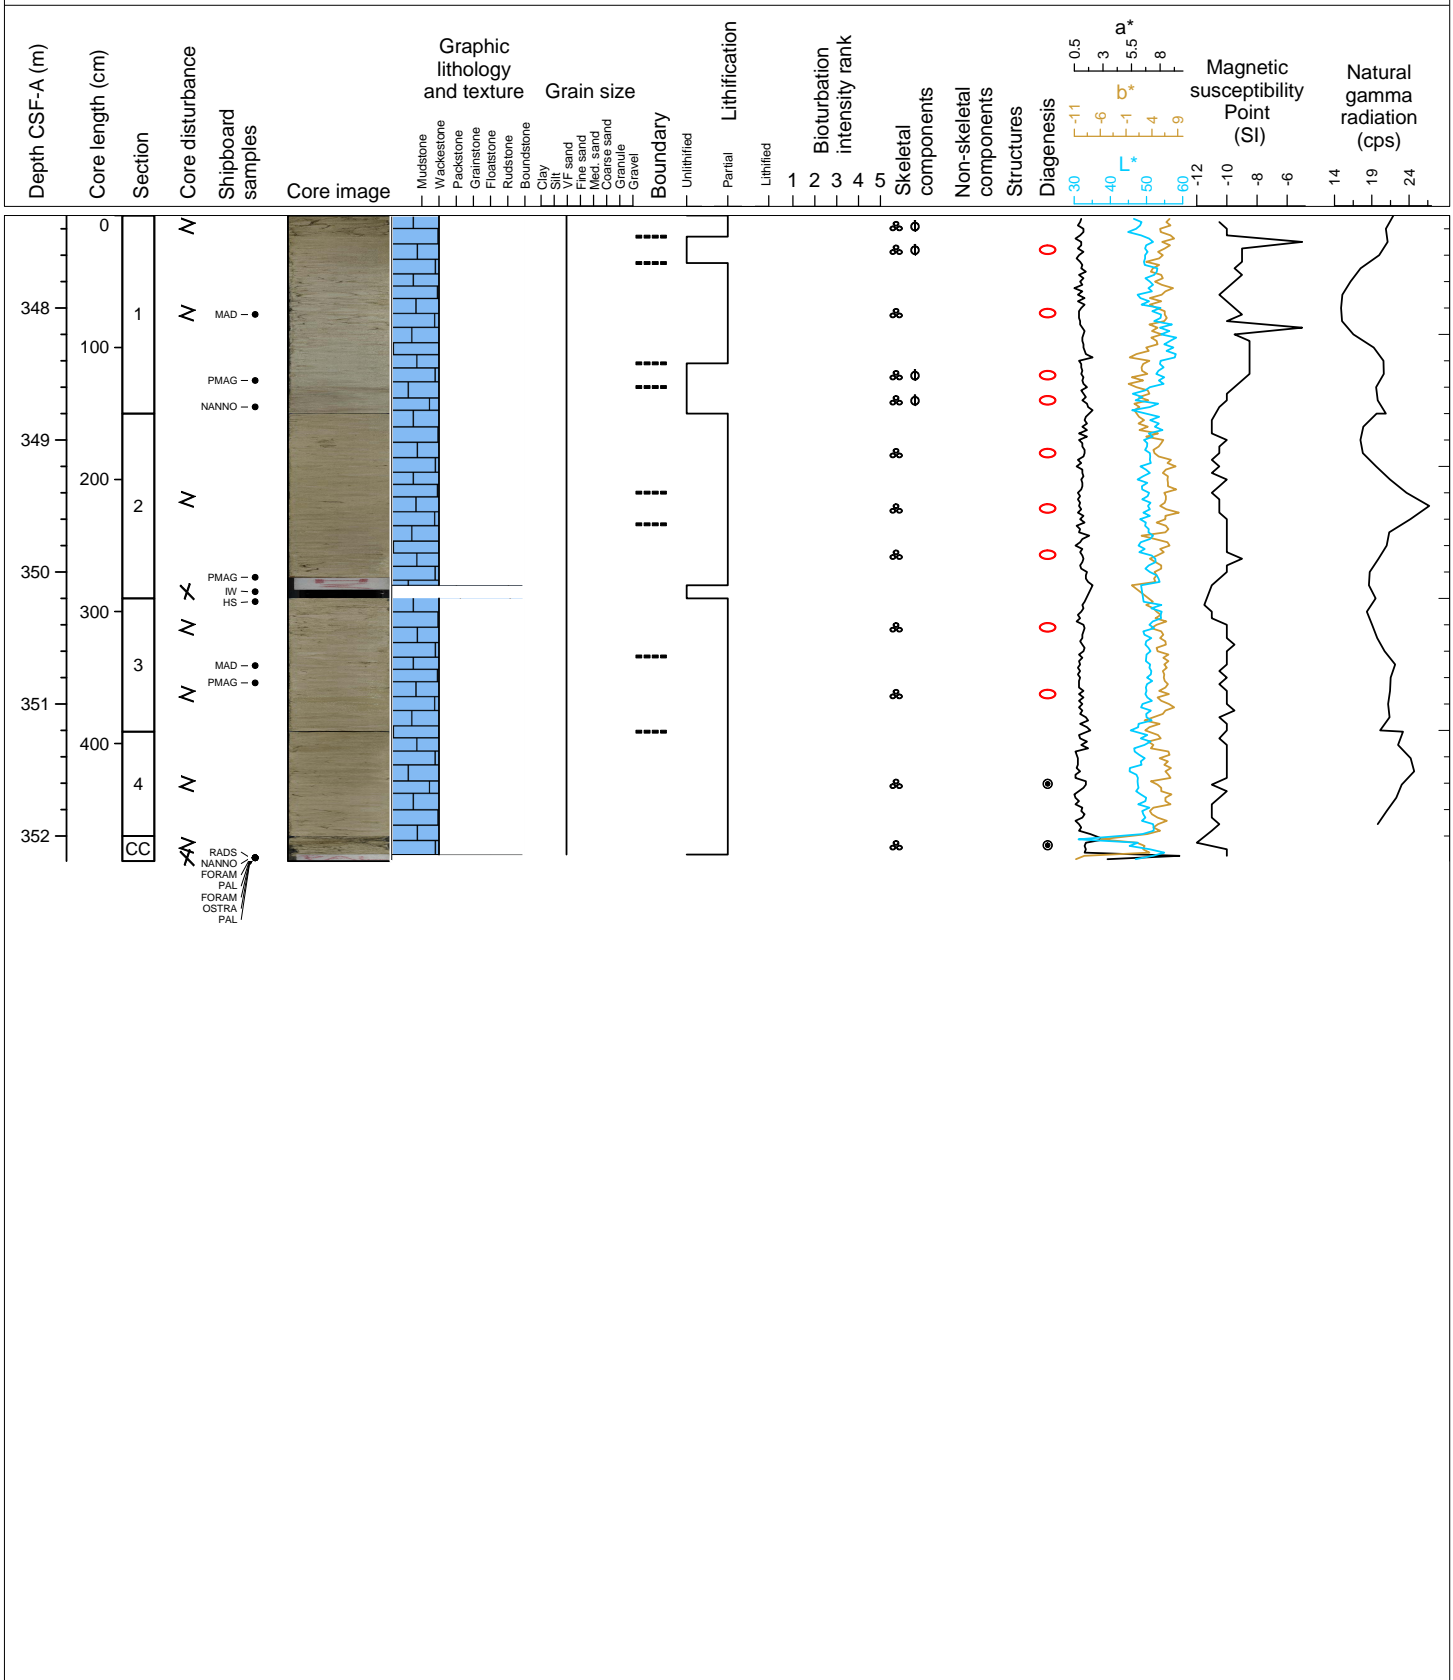 Depth CSF-A (m)
Core length (cm)
Section
Core disturbance
Shipboard
samples
Core image
Graphic
lithology
and texture
Mudstone
Wackestone
Packstone
Grainstone
Floatstone
Rudstone
Boundstone
Grain size
Clay
Silt
VF sand
Fine sand
Med. sand
Coarse sand
Granule
Gravel
Boundary
Lithification
Unlithified
Partial
Lithified
Bioturbation
intensity rank
1 2 3 4 5
Skeletal
components
Non-skeletal
components
Structures
Diagenesis
a*
0.5 3 5.5 8
b*
-11 -6 -1 4 9
L*
30 40 50 60
Magnetic
susceptibility
Point
(SI)
-12 -10 -8 -6
Natural
gamma
radiation
(cps)
14 19 24
0
348
1
MAD
100
PMAG
NANNO
349
200
2
350
PMAG
IW
HS
300
3
MAD
PMAG
351
400
4
352
CC
RADS
NANNO
FORAM
PAL
FORAM
OSTRA
PAL